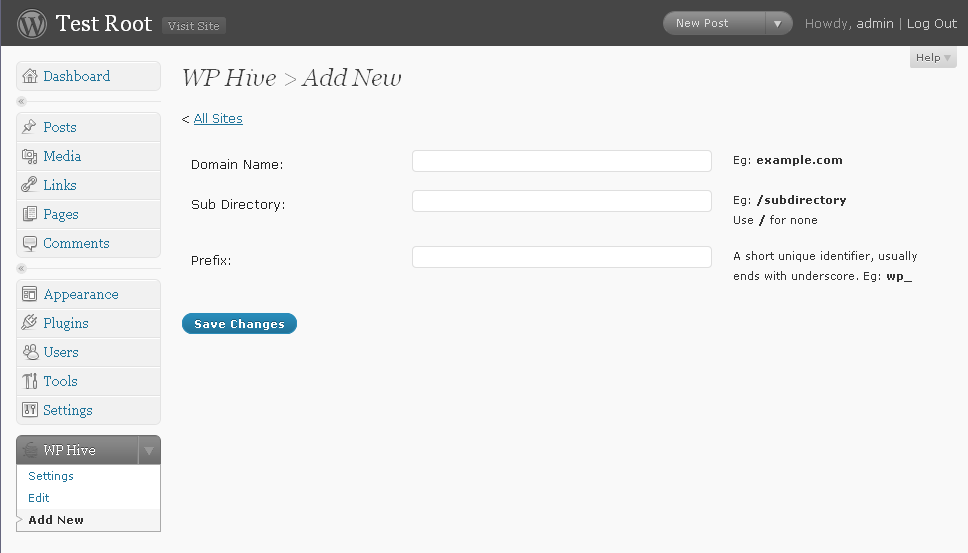 Test Root Visit Site New Post Howdy, admin | Log Out
Help
Dashboard
Posts
Media
Links
Pages
Comments
Appearance
Plugins
Users
Tools
Settings
WP Hive
Settings
Edit
Add New
WP Hive > Add New
< All Sites
Domain Name: Eg: example.com
Sub Directory: Eg: /subdirectory
Use / for none
Prefix: A short unique identifier, usually
ends with underscore. Eg: wp_
Save Changes